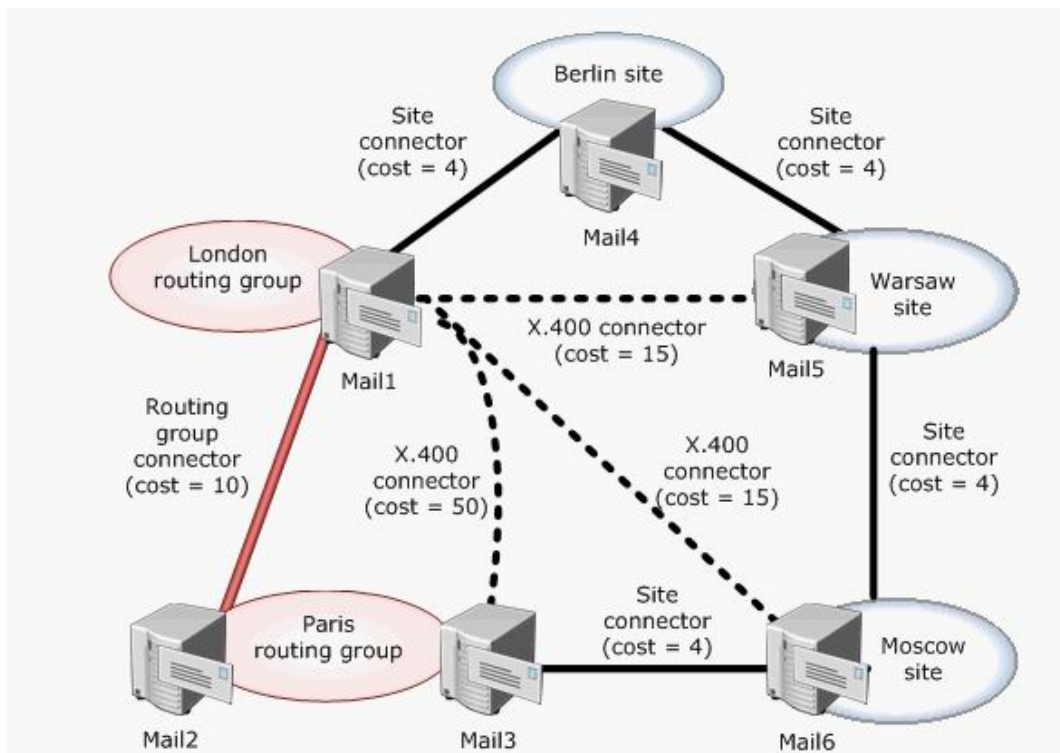 Berlin site
Site
connector
(cost = 4)
Site
connector
(cost = 4)
Mail4
London
routing group
Warsaw
site
X.400 connector
(cost = 15)
Mail1
Mail5
Routing
group
connector
(cost = 10)
X.400
connector
(cost = 50)
X.400
connector
(cost = 15)
Site
connector
(cost = 4)
Paris
routing group
Site
connector
(cost = 4)
Moscow
site
Mail2
Mail3
Mail6